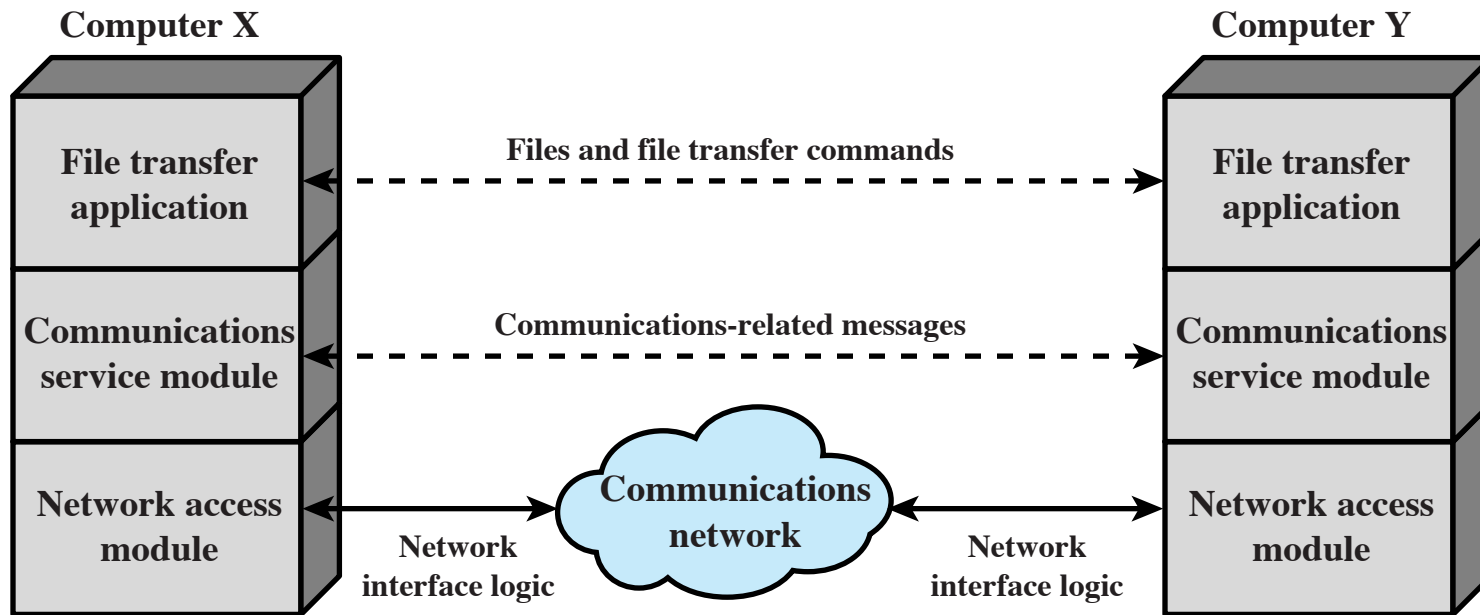 Computer X
Computer Y
File transfer
application
Files and file transfer commands
File transfer
application
Communications
service module
Communications-related messages
Communications
service module
Network access
module
Network
interface logic
Communications
network
Network
interface logic
Network access
module